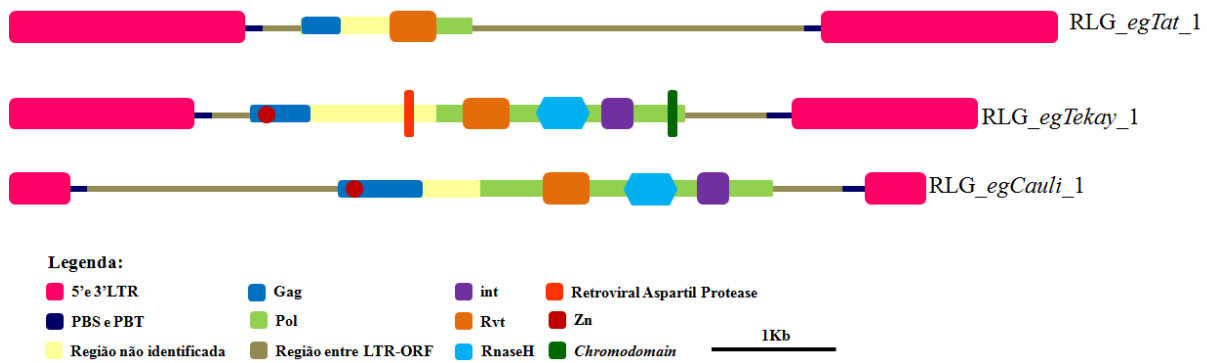 RLG_egTat_1
RLG_egTekay_1
RLG_egCauli_1
Legenda:
5'e 3'LTR
Gag
int
Retroviral Aspartil Protease
PBS e PBT
Pol
Rvt
Zn
Região não identificada
Região entre LTR-ORF
RnaseH
Chromodomain
1Kb